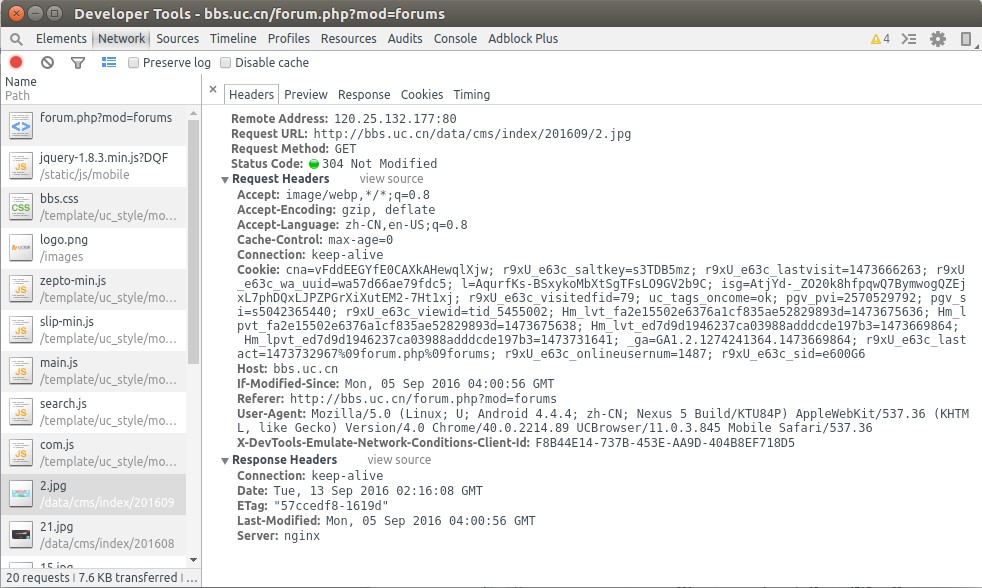 Developer Tools - bbs.uc.cn/forum.php?mod=forums
Elements Network Sources Timeline Profiles Resources Audits Console Adblock Plus 4
Preserve log Disable cache
Name
Path
forum.php?mod=forums
jquery-1.8.3.min.js?DQF
/static/js/mobile
bbs.css
/template/uc_style/mo...
logo.png
/images
zepto-min.js
/template/uc_style/mo...
slip-min.js
/template/uc_style/mo...
main.js
/template/uc_style/mo...
search.js
/template/uc_style/mo...
com.js
/template/uc_style/mo...
2.jpg
/data/cms/index/201609
21.jpg
/data/cms/index/201608
15.jpg
20 requests | 7.6 KB transferred | ...
× Headers Preview Response Cookies Timing
Remote Address: 120.25.132.177:80
Request URL: http://bbs.uc.cn/data/cms/index/201609/2.jpg
Request Method: GET
Status Code: 304 Not Modified
Request Headers view source
Accept: image/webp,*/*;q=0.8
Accept-Encoding: gzip, deflate
Accept-Language: zh-CN,en-US;q=0.8
Cache-Control: max-age=0
Connection: keep-alive
Cookie: cna=vFddEEGYfE0CAXkAHewqlXjw; r9xU_e63c_saltkey=s3TDB5mz; r9xU_e63c_lastvisit=1473666263; r9xU
_e63c_wa_uuid=wa57d66ae79fdc5; l=AqurfKs-BSxykoMbXtSgTFsLO9GV2b9C; isg=AtjYd-_ZO20k8hfpqwQ7BymwogQZEj
xL7phDQxLJPZPGrXiXutEM2-7Ht1xj; r9xU_e63c_visitedfid=79; uc_tags_oncome=ok; pgv_pvi=2570529792; pgv_s
i=s5042365440; r9xU_e63c_viewid=tid_5455002; Hm_lvt_fa2e15502e6376a1cf835ae52829893d=1473675636; Hm_l
pvt_fa2e15502e6376a1cf835ae52829893d=1473675638; Hm_lvt_ed7d9d1946237ca03988adddcde197b3=1473669864;
Hm_lpvt_ed7d9d1946237ca03988adddcde197b3=1473731641; _ga=GA1.2.1274241364.1473669864; r9xU_e63c_last
act=1473732967%09forum.php%09forums; r9xU_e63c_onlineusernum=1487; r9xU_e63c_sid=e600G6
Host: bbs.uc.cn
If-Modified-Since: Mon, 05 Sep 2016 04:00:56 GMT
Referer: http://bbs.uc.cn/forum.php?mod=forums
User-Agent: Mozilla/5.0 (Linux; U; Android 4.4.4; zh-CN; Nexus 5 Build/KTU84P) AppleWebKit/537.36 (KHTM
L, like Gecko) Version/4.0 Chrome/40.0.2214.89 UCBrowser/11.0.3.845 Mobile Safari/537.36
X-DevTools-Emulate-Network-Conditions-Client-Id: F8B44E14-737B-453E-AA9D-404B8EF718D5
Response Headers view source
Connection: keep-alive
Date: Tue, 13 Sep 2016 02:16:08 GMT
ETag: "57ccedf8-1619d"
Last-Modified: Mon, 05 Sep 2016 04:00:56 GMT
Server: nginx